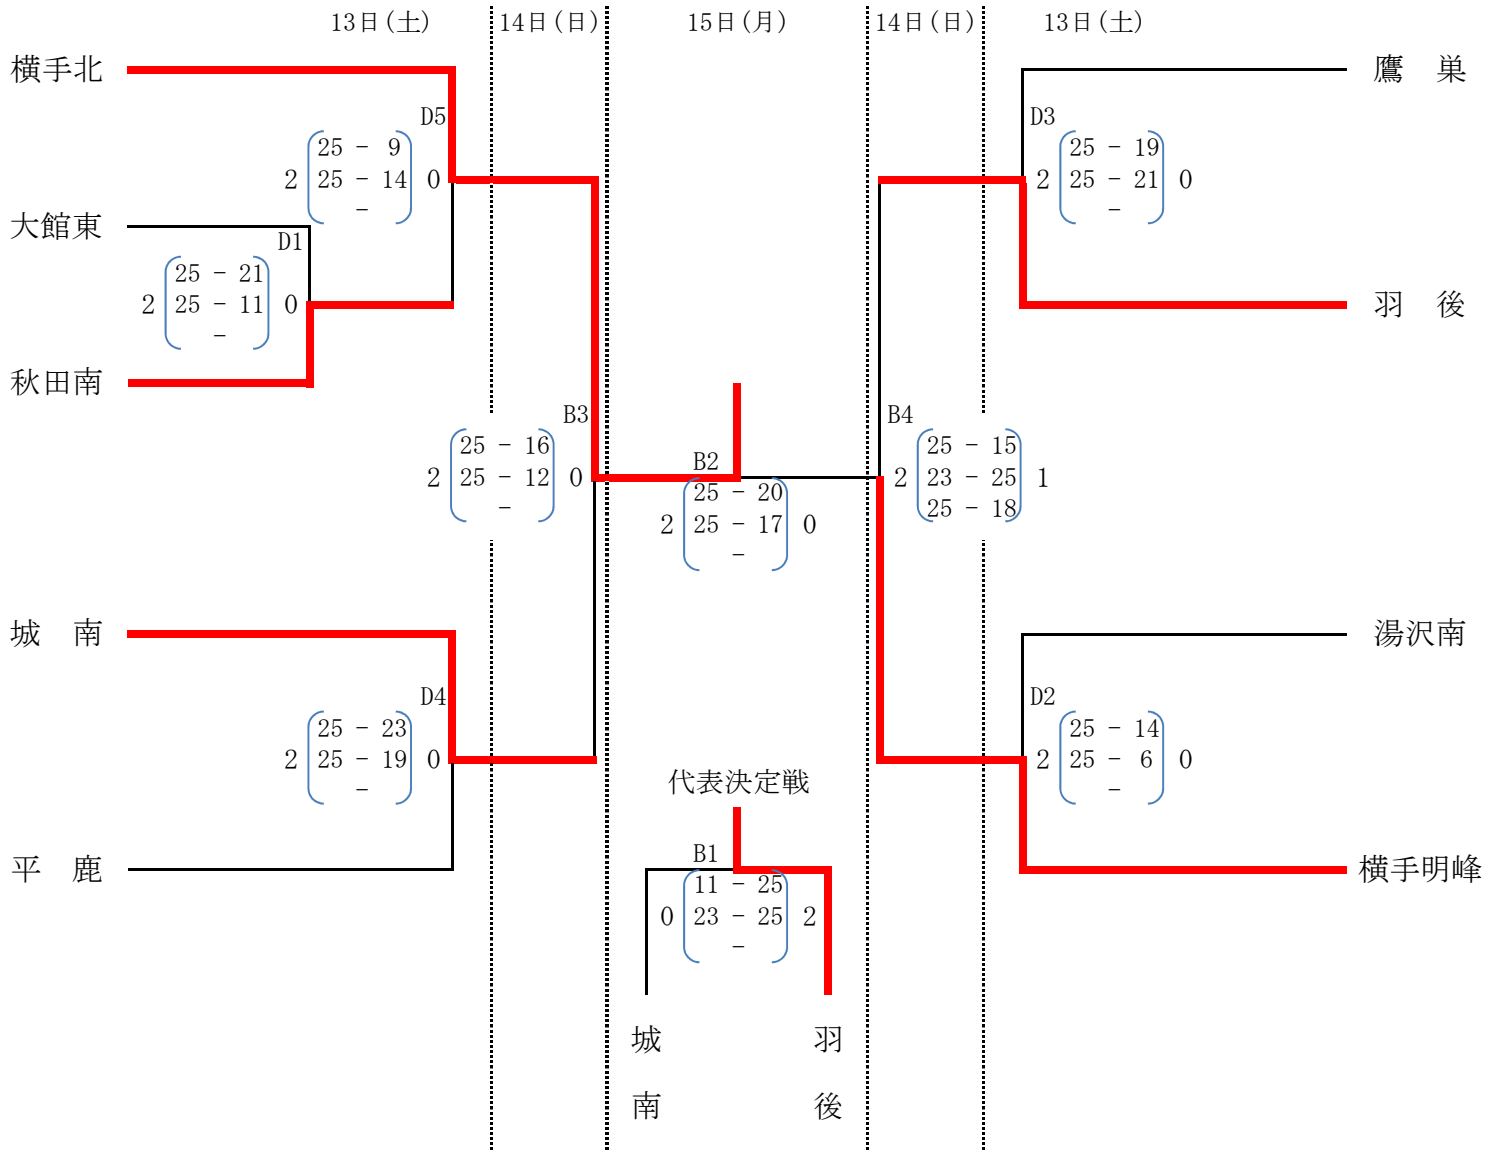 13日(土) 14日(日) 15日(月) 14日(日) 13日(土)
横手北 鷹　巣
D5 D3
25 - 9 25 - 19
2 25 - 14 0 2 25 - 21 0
- -
大館東
D1
25 - 21
2 25 - 11 0 羽　後
-
秋田南
B3 B4
25 - 16 25 - 15
2 25 - 12 0 2 23 - 25 1
- 25 - 18
B2
25 - 20
2 25 - 17 0
-
城　南 湯沢南
D4 D2
25 - 23 25 - 14
2 25 - 19 0 2 25 - 6 0
- -
代表決定戦
平　鹿 横手明峰
B1
11 - 25
0 23 - 25 2
-
城南 羽後